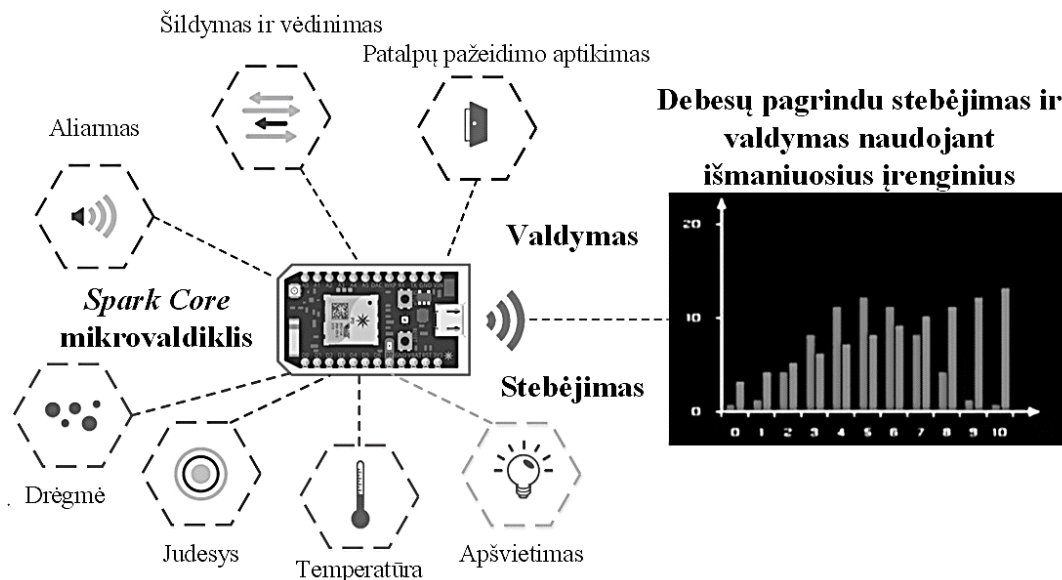 Šildymas ir vėdinimas
Patalpų pažeidimo aptikimas
Aliarmas
Debesų pagrindu stebėjimas ir
valdymas naudojant
išmaniuosius įrenginius
Valdymas
Spark Core
mikrovaldiklis
Stebėjimas
20
10
0
0 1 2 3 4 5 6 7 8 9 10
Drėgmė
Judesys
Temperatūra
Apšvietimas